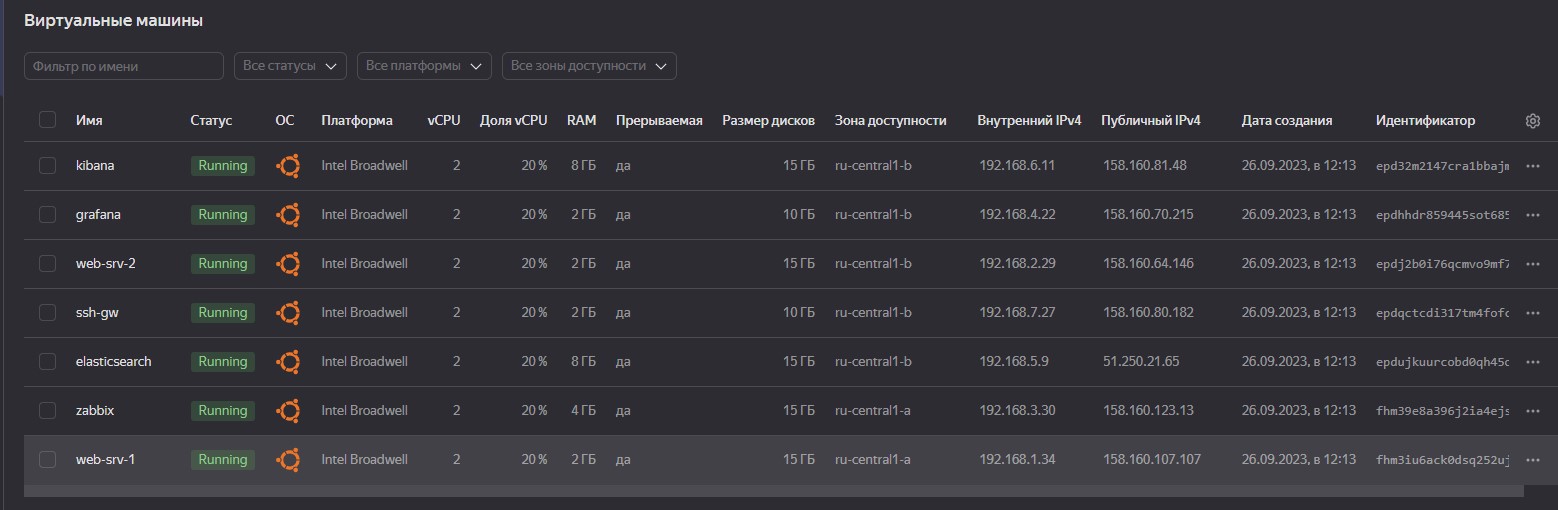 Виртуальные машины
Фильтр по имени Все статусы Все платформы Все зоны доступности
Имя Статус ОС Платформа vCPU Доля vCPU RAM Прерываемая Размер дисков Зона доступности Внутренний IPv4 Публичный IPv4 Дата создания Идентификатор
kibana Running Intel Broadwell 2 20 % 8 ГБ да 15 ГБ ru-central1-b 192.168.6.11 158.160.81.48 26.09.2023, в 12:13 epd32m2147cra1bbajm
grafana Running Intel Broadwell 2 20 % 2 ГБ да 10 ГБ ru-central1-b 192.168.4.22 158.160.70.215 26.09.2023, в 12:13 epdhhdr859445sot685
web-srv-2 Running Intel Broadwell 2 20 % 2 ГБ да 15 ГБ ru-central1-b 192.168.2.29 158.160.64.146 26.09.2023, в 12:13 epdj2b0i76qcmvo9mf7
ssh-gw Running Intel Broadwell 2 20 % 2 ГБ да 10 ГБ ru-central1-b 192.168.7.27 158.160.80.182 26.09.2023, в 12:13 epdqctcdi317tm4fofc
elasticsearch Running Intel Broadwell 2 20 % 8 ГБ да 15 ГБ ru-central1-b 192.168.5.9 51.250.21.65 26.09.2023, в 12:13 epdujkuurcobd0qh45c
zabbix Running Intel Broadwell 2 20 % 4 ГБ да 15 ГБ ru-central1-a 192.168.3.30 158.160.123.13 26.09.2023, в 12:13 fhm39e8a396j2ia4ejs
web-srv-1 Running Intel Broadwell 2 20 % 2 ГБ да 15 ГБ ru-central1-a 192.168.1.34 158.160.107.107 26.09.2023, в 12:13 fhm3iu6ack0dsq252uj